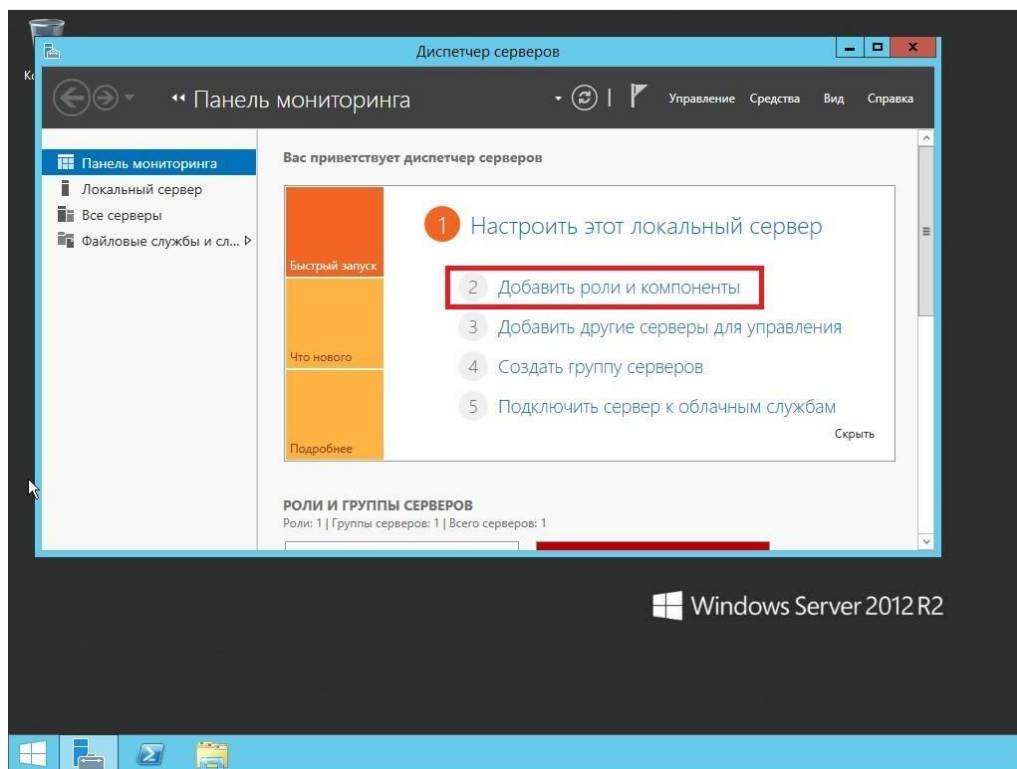 Диспетчер серверов
Панель мониторинга
Управление Средства Вид Справка
Панель мониторинга
Локальный сервер
Все серверы
Файловые службы и сл...
Вас приветствует диспетчер серверов
Быстрый запуск
Что нового
Подробнее
1 Настроить этот локальный сервер
2 Добавить роли и компоненты
3 Добавить другие серверы для управления
4 Создать группу серверов
5 Подключить сервер к облачным службам
Скрыть
РОЛИ И ГРУППЫ СЕРВЕРОВ
Роли: 1 | Группы серверов: 1 | Всего серверов: 1
Windows Server 2012 R2